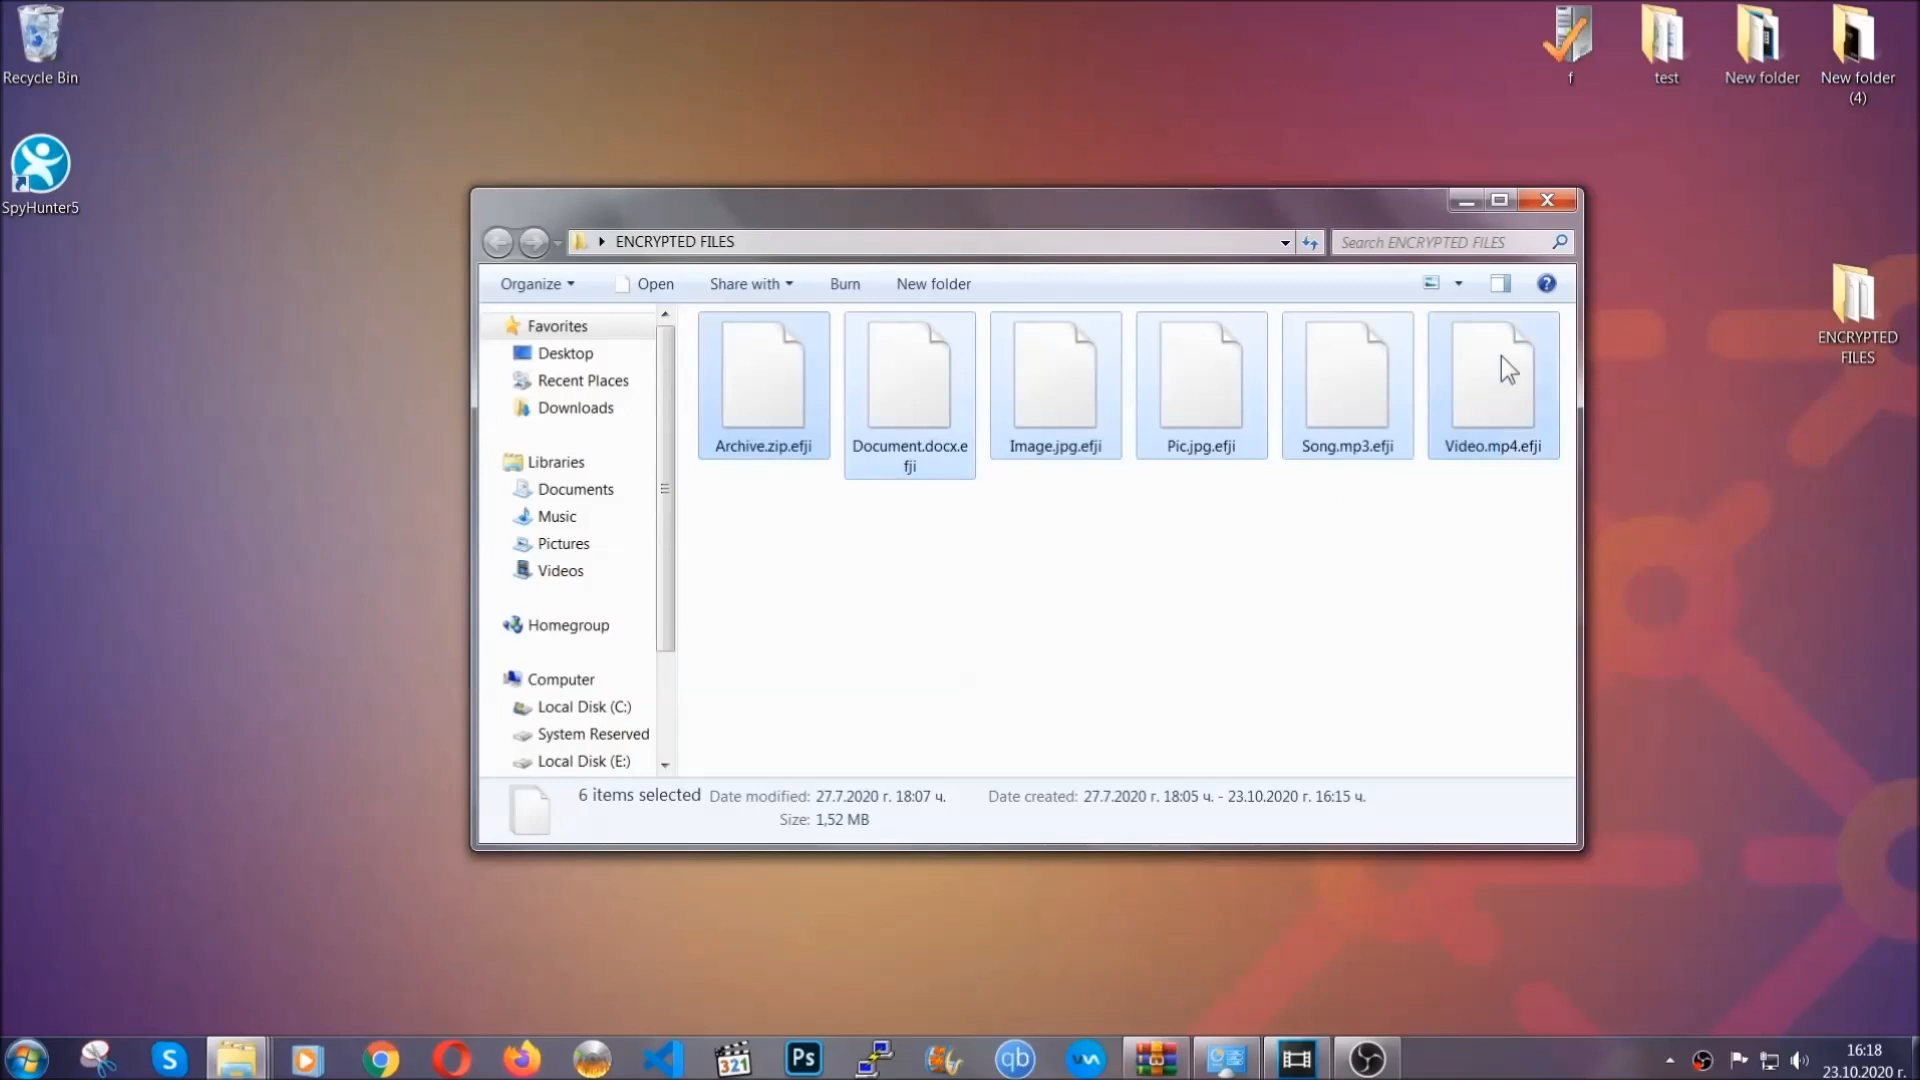 Recycle Bin
SpyHunter5
f
test
New folder
New folder
(4)
ENCRYPTED
FILES
ENCRYPTED FILES
Search ENCRYPTED FILES
Organize
Open
Share with
Burn
New folder
Favorites
Desktop
Recent Places
Downloads
Libraries
Documents
Music
Pictures
Videos
Homegroup
Computer
Local Disk (C:)
System Reserved
Local Disk (E:)
Archive.zip.efji
Document.docx.e
fji
Image.jpg.efji
Pic.jpg.efji
Song.mp3.efji
Video.mp4.efji
6 items selected Date modified: 27.7.2020 г. 18:07 ч. Date created: 27.7.2020 г. 18:05 ч. - 23.10.2020 г. 16:15 ч.
Size: 1,52 MB
S
321
Ps
qb
16:18
23.10.2020 г.